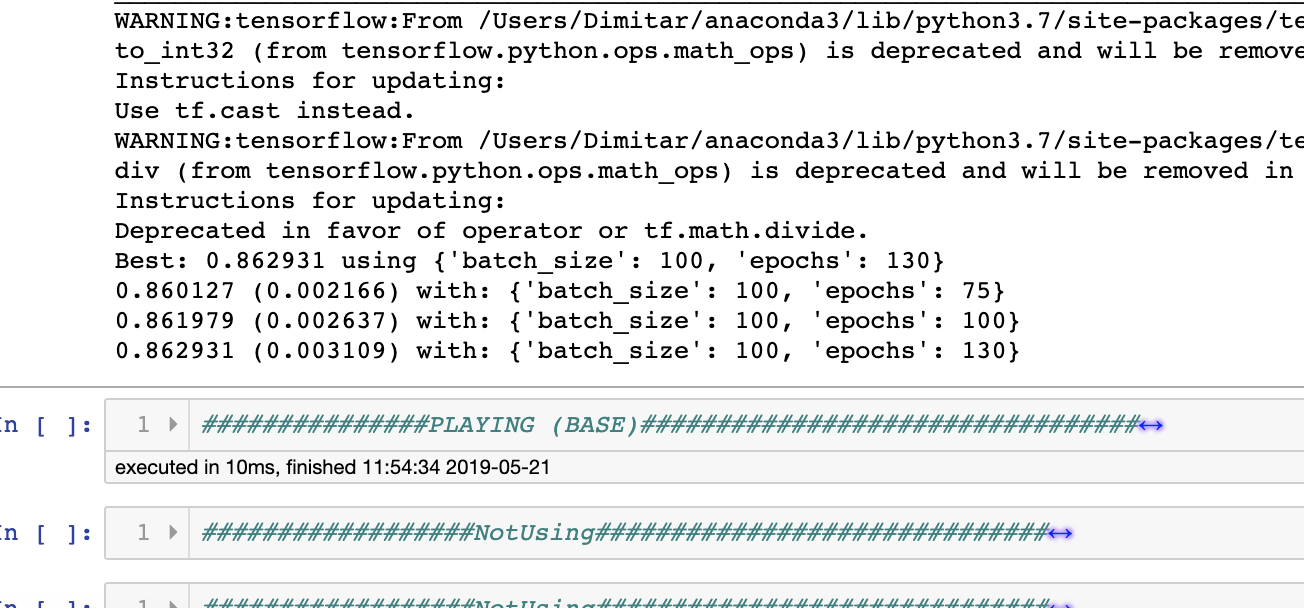 WARNING:tensorflow:From /Users/Dimitar/anaconda3/lib/python3.7/site-packages/te
to_int32 (from tensorflow.python.ops.math_ops) is deprecated and will be remove
Instructions for updating:
Use tf.cast instead.
WARNING:tensorflow:From /Users/Dimitar/anaconda3/lib/python3.7/site-packages/te
div (from tensorflow.python.ops.math_ops) is deprecated and will be removed in
Instructions for updating:
Deprecated in favor of operator or tf.math.divide.
Best: 0.862931 using {'batch_size': 100, 'epochs': 130}
0.860127 (0.002166) with: {'batch_size': 100, 'epochs': 75}
0.861979 (0.002637) with: {'batch_size': 100, 'epochs': 100}
0.862931 (0.003109) with: {'batch_size': 100, 'epochs': 130}
n [ ]: 1 ###############PLAYING (BASE)#################################
executed in 10ms, finished 11:54:34 2019-05-21
n [ ]: 1 ##################NotUsing##############################
n [ ]: 1 ##################NotUsing##############################